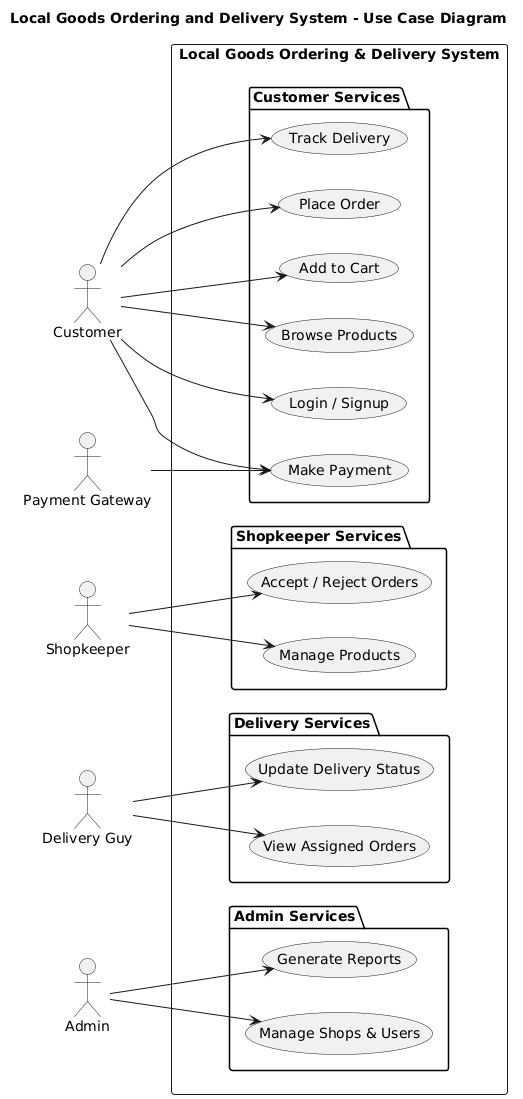 Local Goods Ordering and Delivery System - Use Case Diagram
Local Goods Ordering & Delivery System
Customer Services
Track Delivery
Place Order
Add to Cart
Customer
Browse Products
Login / Signup
Make Payment
Payment Gateway
Shopkeeper Services
Accept / Reject Orders
Shopkeeper
Manage Products
Delivery Services
Update Delivery Status
Delivery Guy
View Assigned Orders
Admin Services
Generate Reports
Admin
Manage Shops & Users